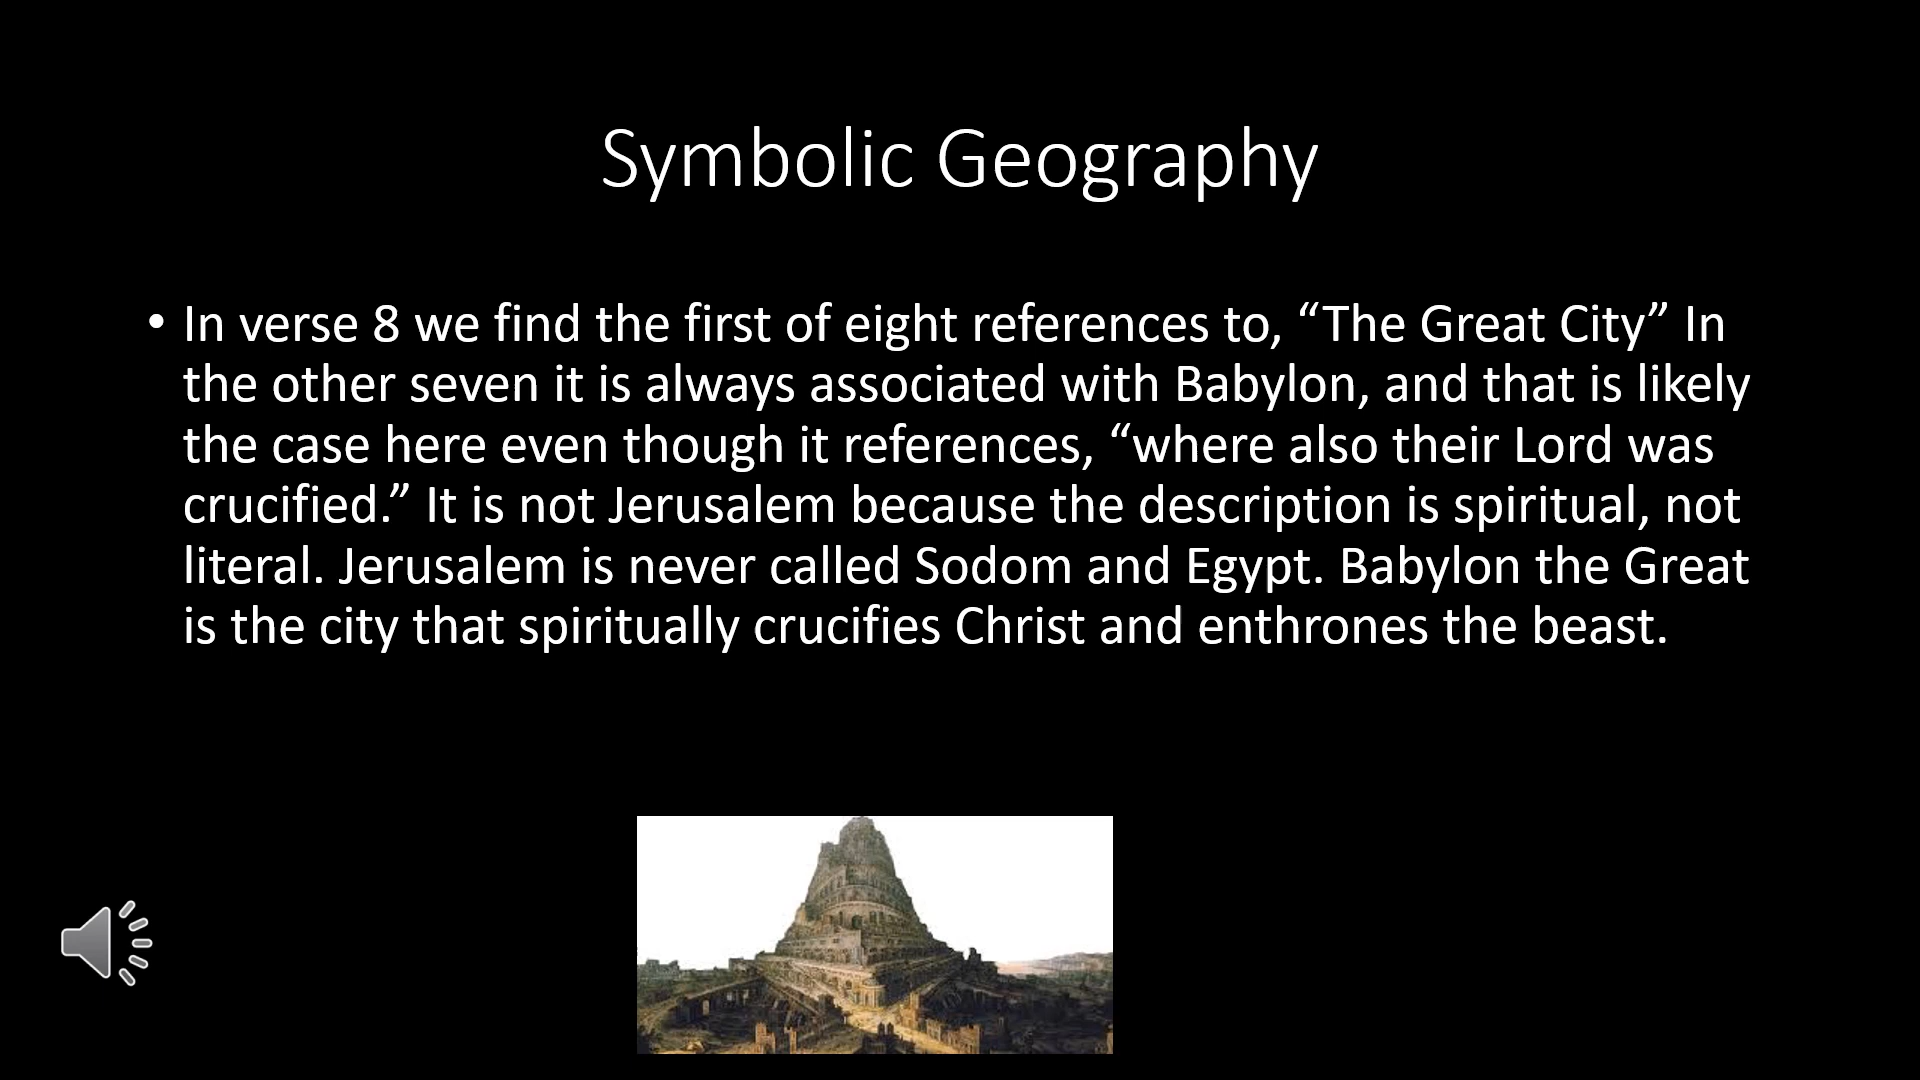 Symbolic Geography
• In verse 8 we find the first of eight references to, “The Great City” In
the other seven it is always associated with Babylon, and that is likely
the case here even though it references, “where also their Lord was
crucified.” It is not Jerusalem because the description is spiritual, not
literal. Jerusalem is never called Sodom and Egypt. Babylon the Great
is the city that spiritually crucifies Christ and enthrones the beast.